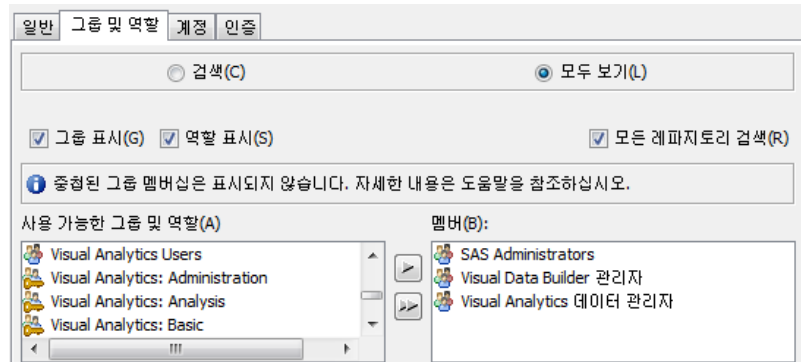 일반 그룹 및 역할 계정 인증
검색(C) 모두 보기(L)
그룹 표시(G) 역할 표시(S) 모든 레파지토리 검색(R)
중첩된 그룹 멤버십은 표시되지 않습니다. 자세한 내용은 도움말을 참조하십시오.
사용 가능한 그룹 및 역할(A) 멤버(B):
Visual Analytics Users SAS Administrators
Visual Analytics: Administration Visual Data Builder 관리자
Visual Analytics: Analysis Visual Analytics 데이터 관리자
Visual Analytics: Basic